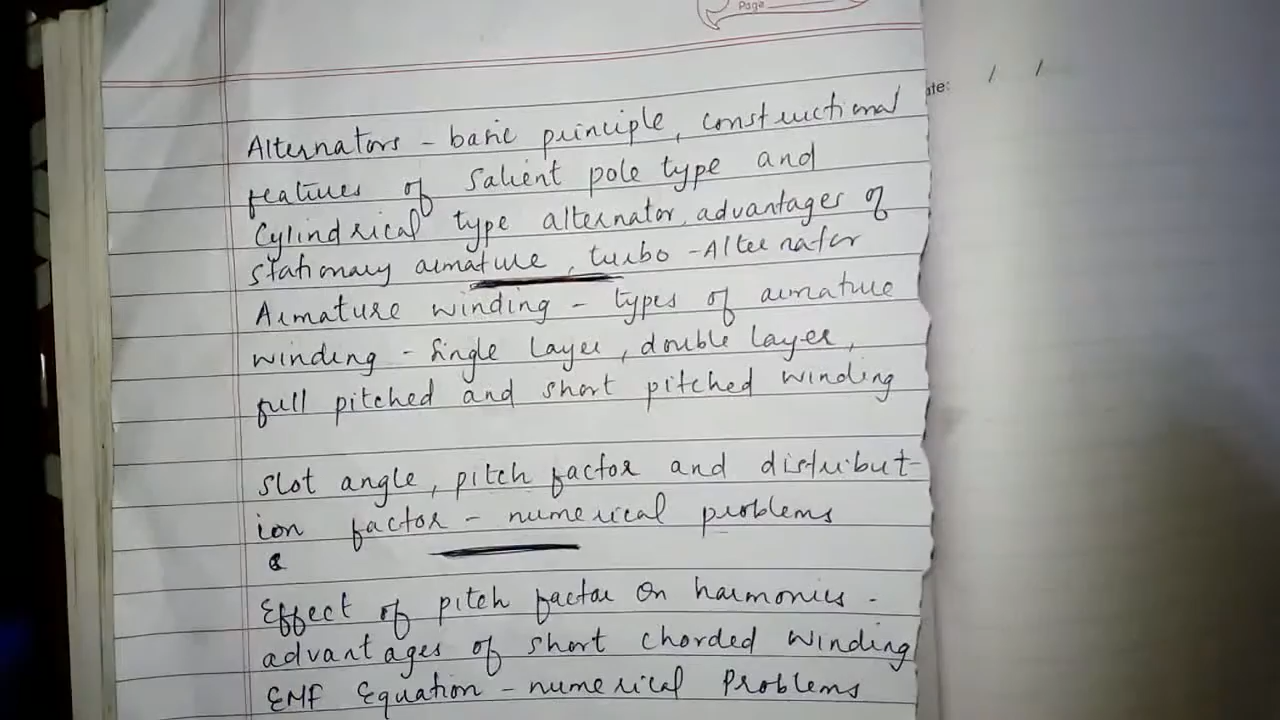 Page
ate: / /
Alternators - basic principle, constructional
features of Salient pole type and
Cylindrical type alternator, advantages of
stationary armature, turbo - Alternator
Armature winding - types of armature
winding - Single layer, double layer,
full pitched and short pitched winding
Slot angle, pitch factor and distribut-
ion factor - numerical problems
&
Effect of pitch factor on harmonics -
advantages of short chorded winding
EMF Equation - numerical Problems